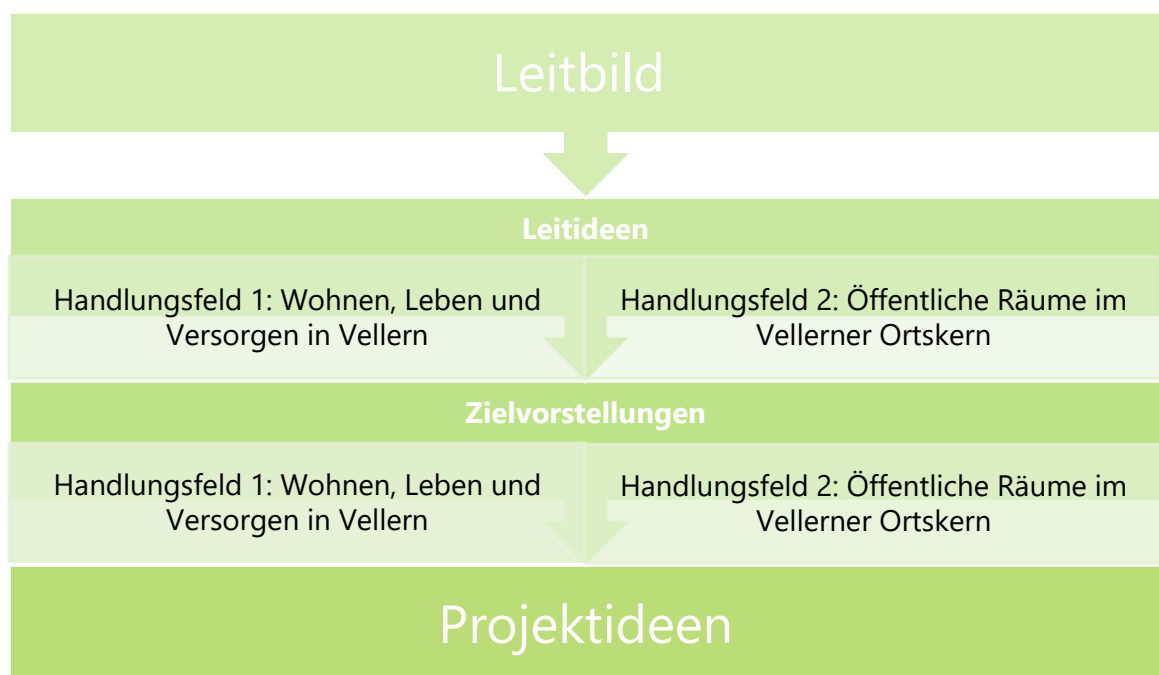 Leitbild
Leitideen
Handlungsfeld 1: Wohnen, Leben und
Versorgen in Vellern
Handlungsfeld 2: Öffentliche Räume im
Vellerner Ortskern
Zielvorstellungen
Handlungsfeld 1: Wohnen, Leben und
Versorgen in Vellern
Handlungsfeld 2: Öffentliche Räume im
Vellerner Ortskern
Projektideen